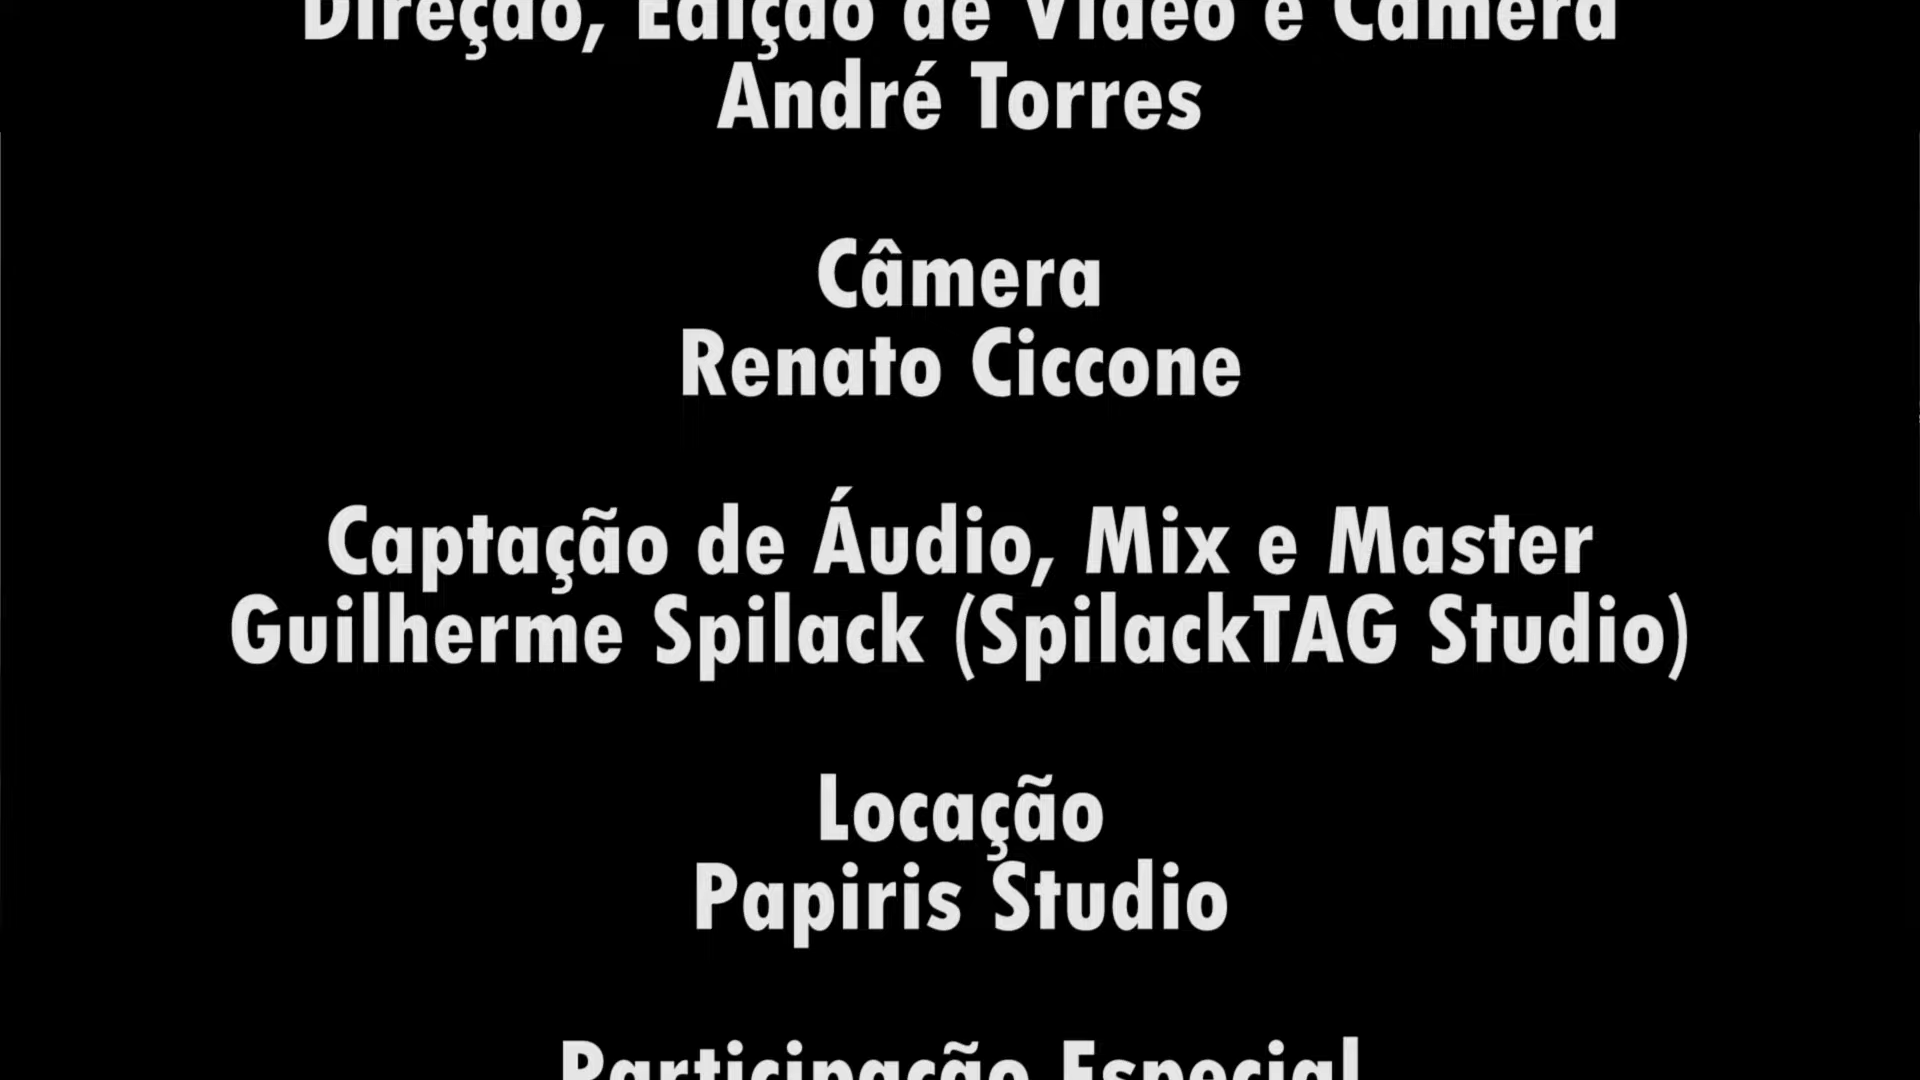 Direção, Edição de Vídeo e Câmera
André Torres
Câmera
Renato Ciccone
Captação de Áudio, Mix e Master
Guilherme Spilack (SpilackTAG Studio)
Locação
Papiris Studio
Participação Especial